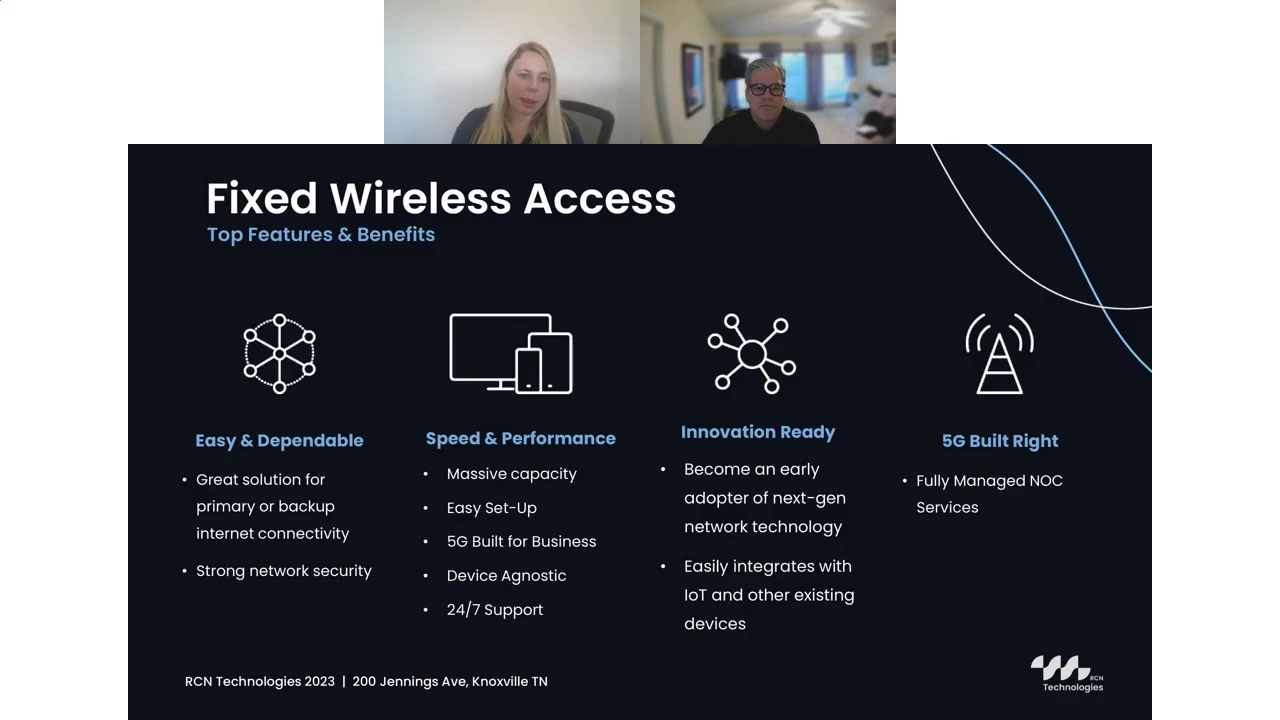 Fixed Wireless Access
Top Features & Benefits
Easy & Dependable
• Great solution for
primary or backup
internet connectivity
• Strong network security
Speed & Performance
• Massive capacity
• Easy Set-Up
• 5G Built for Business
• Device Agnostic
• 24/7 Support
Innovation Ready
• Become an early
adopter of next-gen
network technology
• Easily integrates with
IoT and other existing
devices
5G Built Right
• Fully Managed NOC
Services
RCN Technologies 2023 | 200 Jennings Ave, Knoxville TN
RCN
Technologies